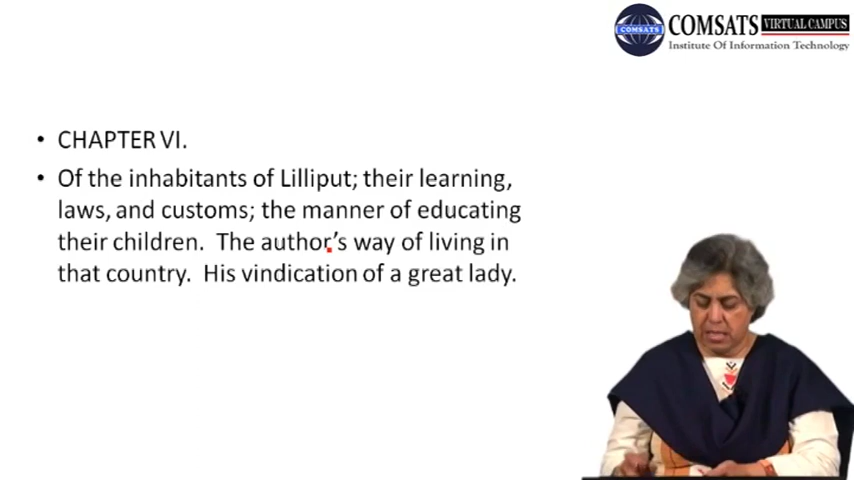 COMSATS VIRTUAL CAMPUS
COMSATS
Institute Of Information Technology
• CHAPTER VI.
• Of the inhabitants of Lilliput; their learning,
laws, and customs; the manner of educating
their children.  The author’s way of living in
that country.  His vindication of a great lady.